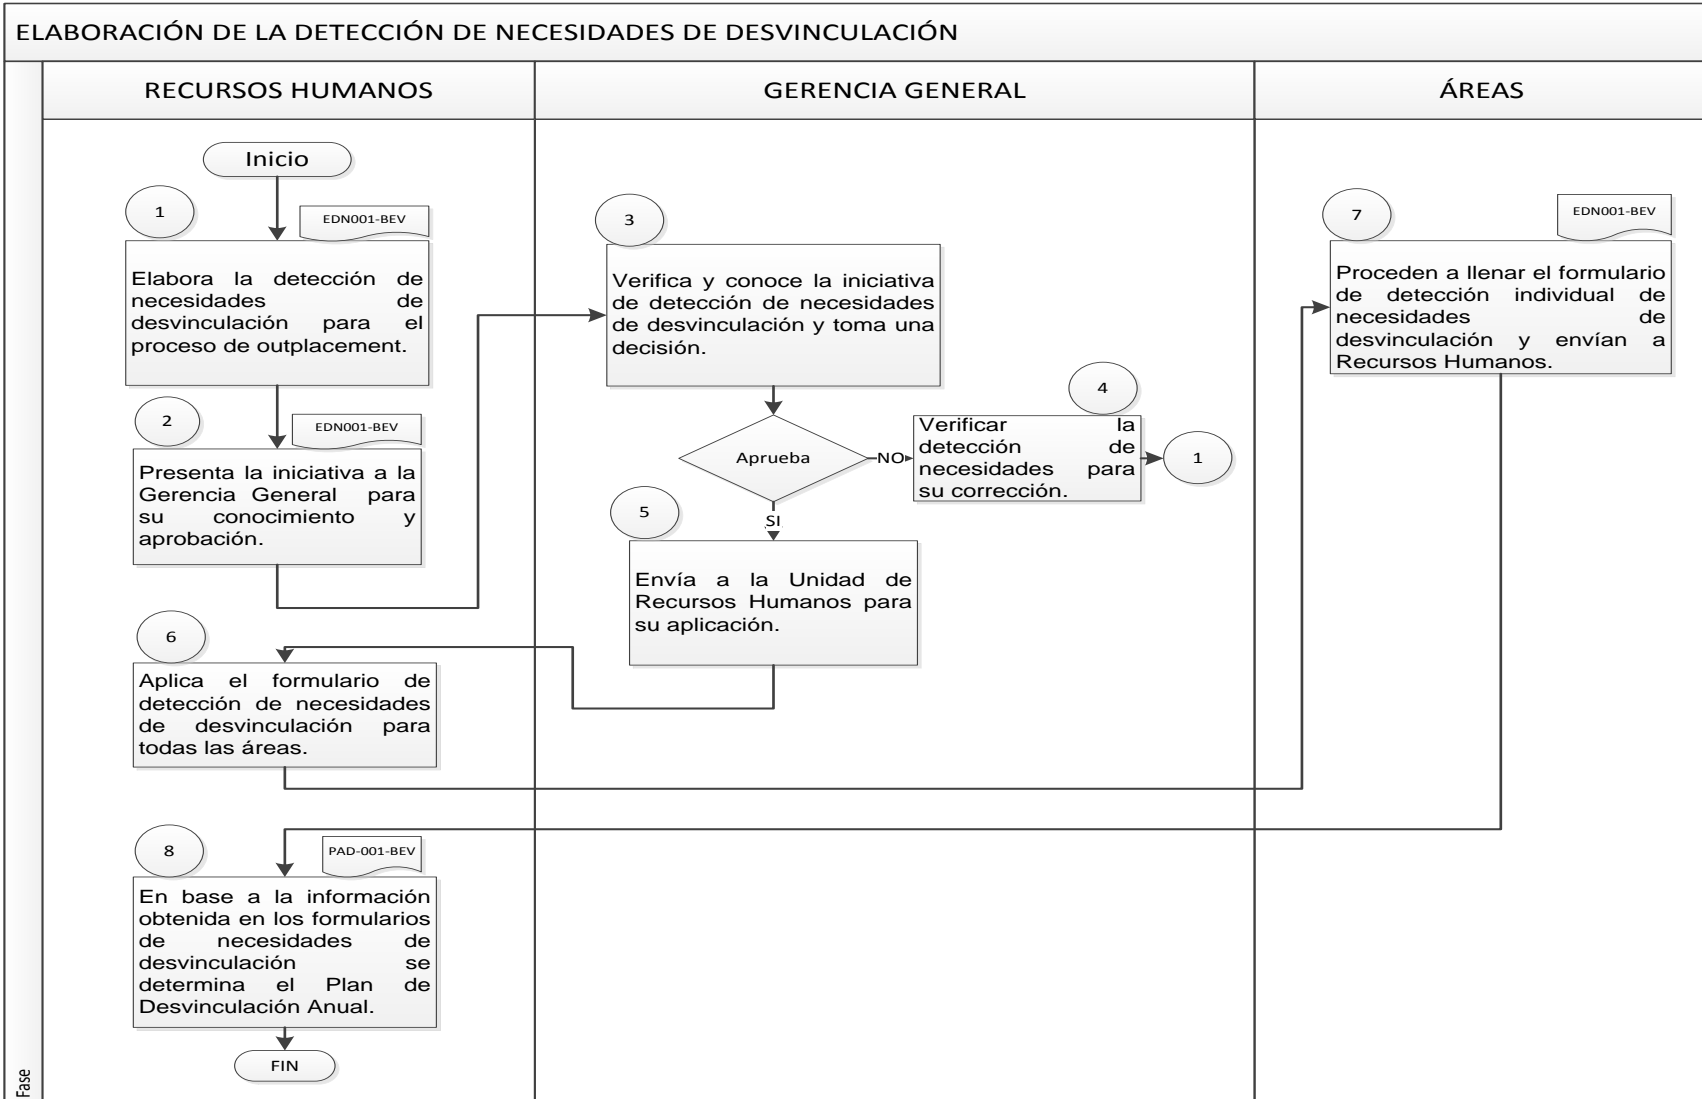 ELABORACIÓN DE LA DETECCIÓN DE NECESIDADES DE DESVINCULACIÓN
RECURSOS HUMANOS
GERENCIA GENERAL
ÁREAS
Inicio
1
EDN001-BEV
Elabora la detección de
necesidades de
desvinculación para el
proceso de outplacement.
2
EDN001-BEV
Presenta la iniciativa a la
Gerencia General para
su conocimiento y
aprobación.
3
Verifica y conoce la iniciativa
de detección de necesidades
de desvinculación y toma una
decisión.
Aprueba
NO
4
Verificar la
detección de
necesidades para
su corrección.
1
SI
5
Envía a la Unidad de
Recursos Humanos para
su aplicación.
6
Aplica el formulario de
detección de necesidades
de desvinculación para
todas las áreas.
7
EDN001-BEV
Proceden a llenar el formulario
de detección individual de
necesidades de
desvinculación y envían a
Recursos Humanos.
8
PAD-001-BEV
En base a la información
obtenida en los formularios
de necesidades de
desvinculación se
determina el Plan de
Desvinculación Anual.
FIN
Fase